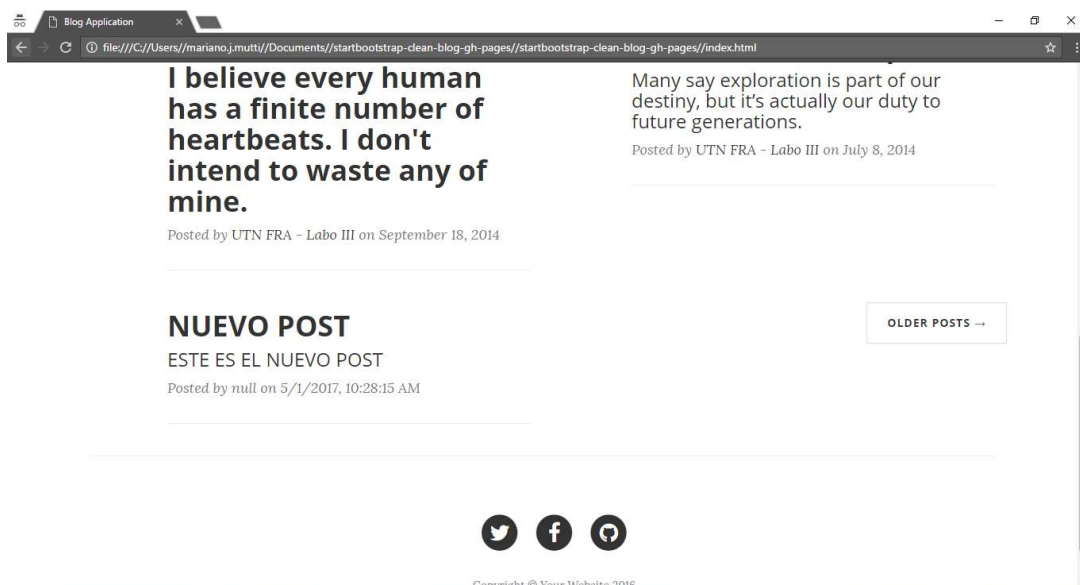 Blog Application
file:///C://Users//mariano.j.mutti//Documents//startbootstrap-clean-blog-gh-pages//startbootstrap-clean-blog-gh-pages//index.html
I believe every human
has a finite number of
heartbeats. I don't
intend to waste any of
mine.
Posted by UTN FRA - Labo III on September 18, 2014
Many say exploration is part of our
destiny, but it’s actually our duty to
future generations.
Posted by UTN FRA - Labo III on July 8, 2014
NUEVO POST
ESTE ES EL NUEVO POST
Posted by null on 5/1/2017, 10:28:15 AM
OLDER POSTS →
Copyright © Your Website 2016